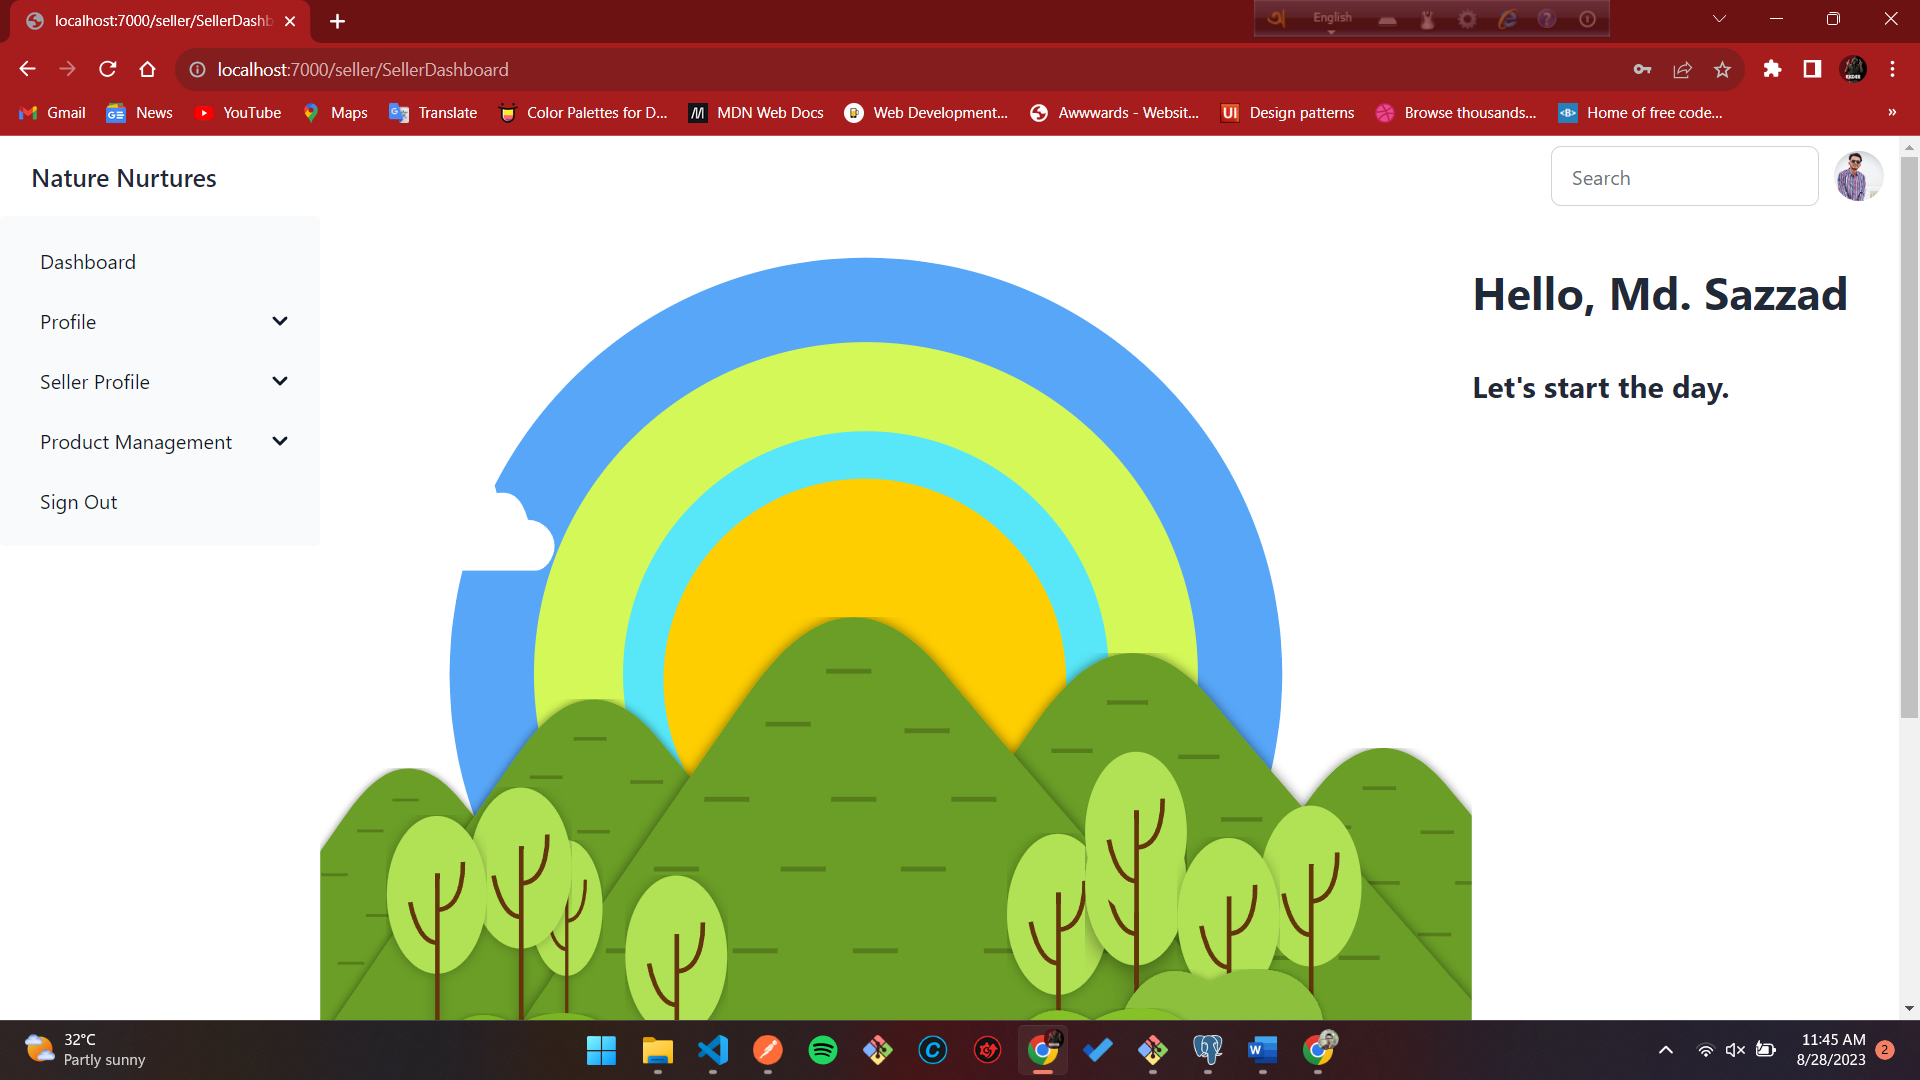 localhost:7000/seller/SellerDashb
English
localhost:7000/seller/SellerDashboard
Gmail
News
YouTube
Maps
Translate
Color Palettes for D...
MDN Web Docs
Web Development...
Awwwards - Websit...
UI
Design patterns
Browse thousands...
Home of free code...
»
Nature Nurtures
Search
Dashboard
Profile
Seller Profile
Product Management
Sign Out
Hello, Md. Sazzad
Let's start the day.
32°C
Partly sunny
11:45 AM
8/28/2023
2